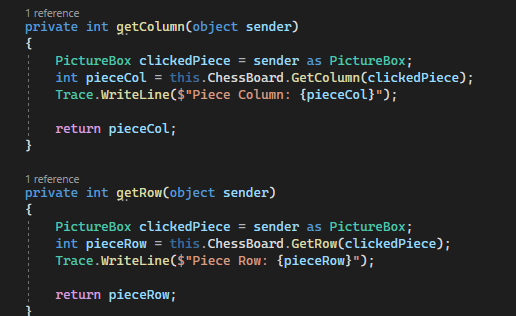 1 reference
private int getColumn(object sender)
{
PictureBox clickedPiece = sender as PictureBox;
int pieceCol = this.ChessBoard.GetColumn(clickedPiece);
Trace.WriteLine($"Piece Column: {pieceCol}");
return pieceCol;
}
1 reference
private int getRow(object sender)
{
PictureBox clickedPiece = sender as PictureBox;
int pieceRow = this.ChessBoard.GetRow(clickedPiece);
Trace.WriteLine($"Piece Row: {pieceRow}");
return pieceRow;
}